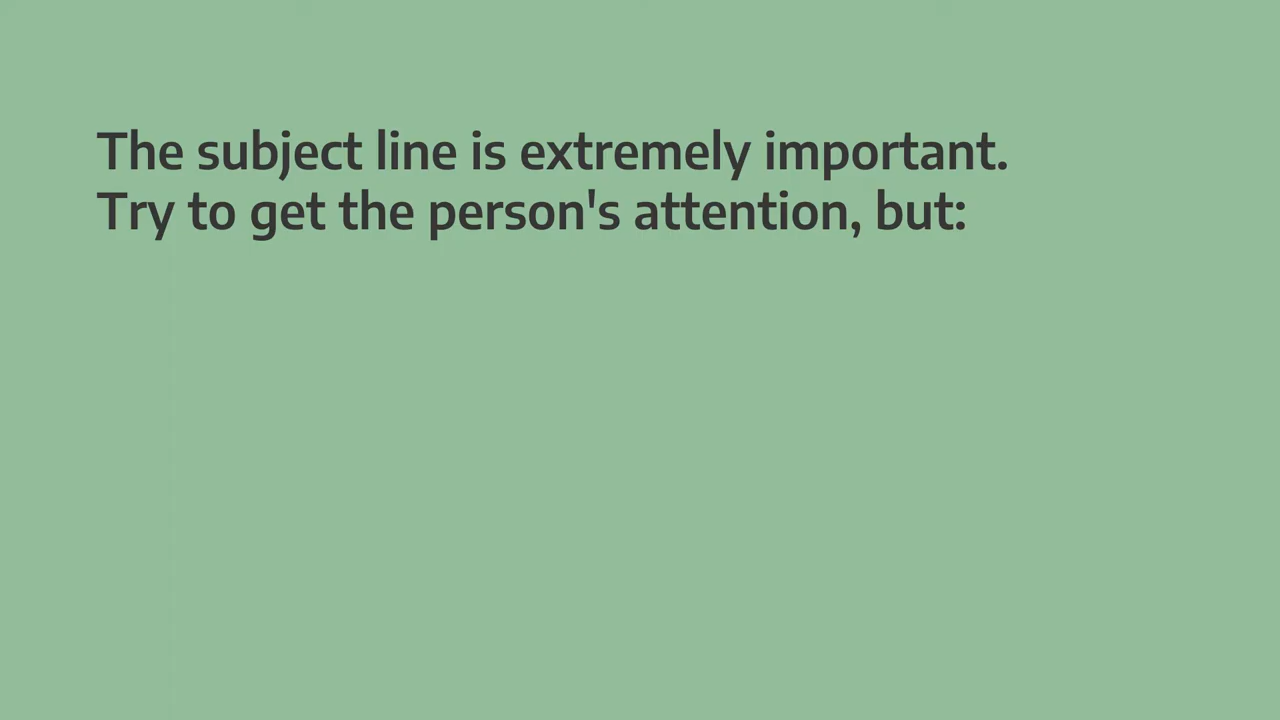 The subject line is extremely important.
Try to get the person's attention, but: